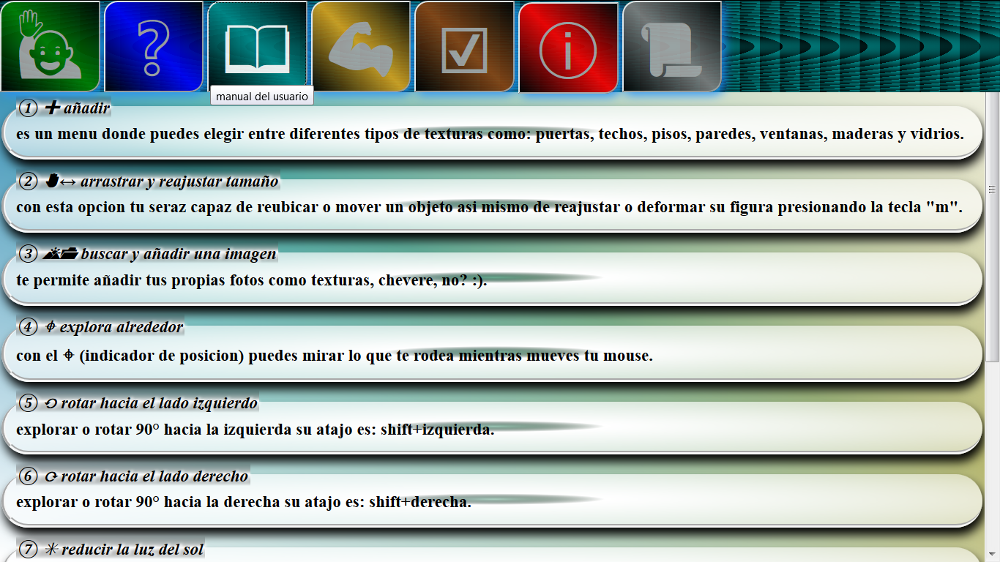 manual del usuario
① ➕ añadir
es un menu donde puedes elegir entre diferentes tipos de texturas como: puertas, techos, pisos, paredes, ventanas, maderas y vidrios.
② arrastrar y reajustar tamaño
con esta opcion tu seraz capaz de reubicar o mover un objeto asi mismo de reajustar o deformar su figura presionando la tecla "m".
③ buscar y añadir una imagen
te permite añadir tus propias fotos como texturas, chevere, no? :).
④ ⌖ explora alrededor
con el ⌖ (indicador de posicion) puedes mirar lo que te rodea mientras mueves tu mouse.
⑤ ⟲ rotar hacia el lado izquierdo
explorar o rotar 90° hacia la izquierda su atajo es: shift+izquierda.
⑥ ⟳ rotar hacia el lado derecho
explorar o rotar 90° hacia la derecha su atajo es: shift+derecha.
⑦ ✳ reducir la luz del sol